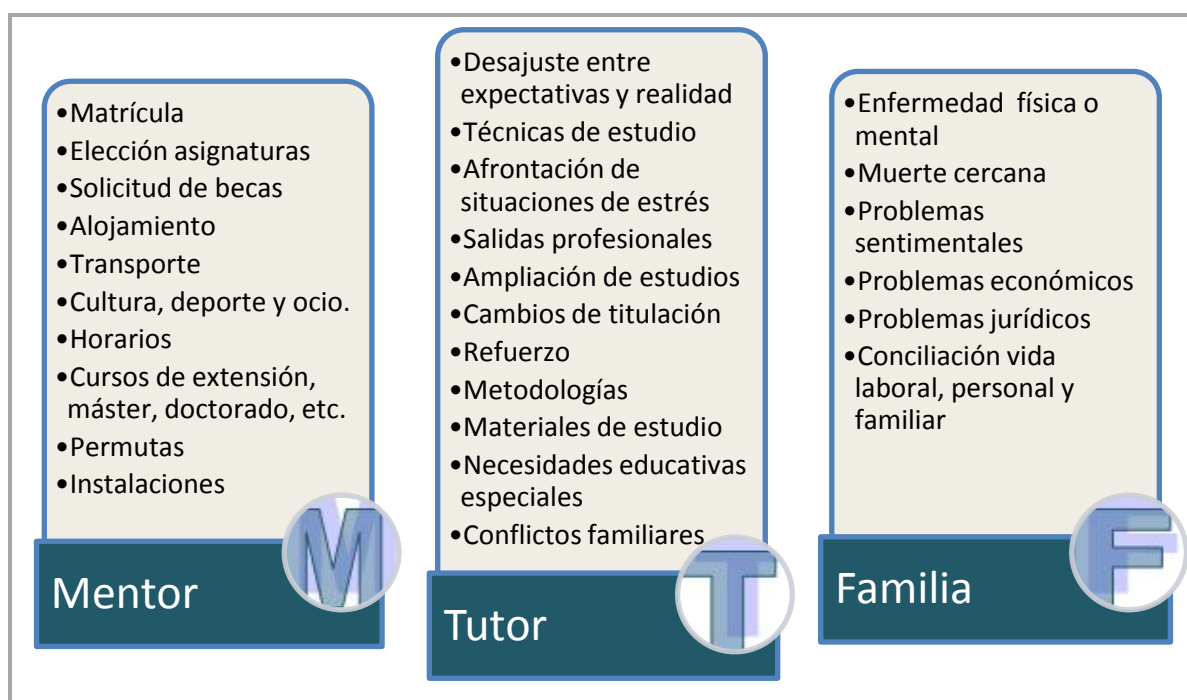 •Matrícula
•Elección asignaturas
•Solicitud de becas
•Alojamiento
•Transporte
•Cultura, deporte y ocio.
•Horarios
•Cursos de extensión,
máster, doctorado, etc.
•Permutas
•Instalaciones
Mentor
M
•Desajuste entre
expectativas y realidad
•Técnicas de estudio
•Afrontación de
situaciones de estrés
•Salidas profesionales
•Ampliación de estudios
•Cambios de titulación
•Refuerzo
•Metodologías
•Materiales de estudio
•Necesidades educativas
especiales
•Conflictos familiares
Tutor
T
•Enfermedad física o
mental
•Muerte cercana
•Problemas
sentimentales
•Problemas económicos
•Problemas jurídicos
•Conciliación vida
laboral, personal y
familiar
Familia
F